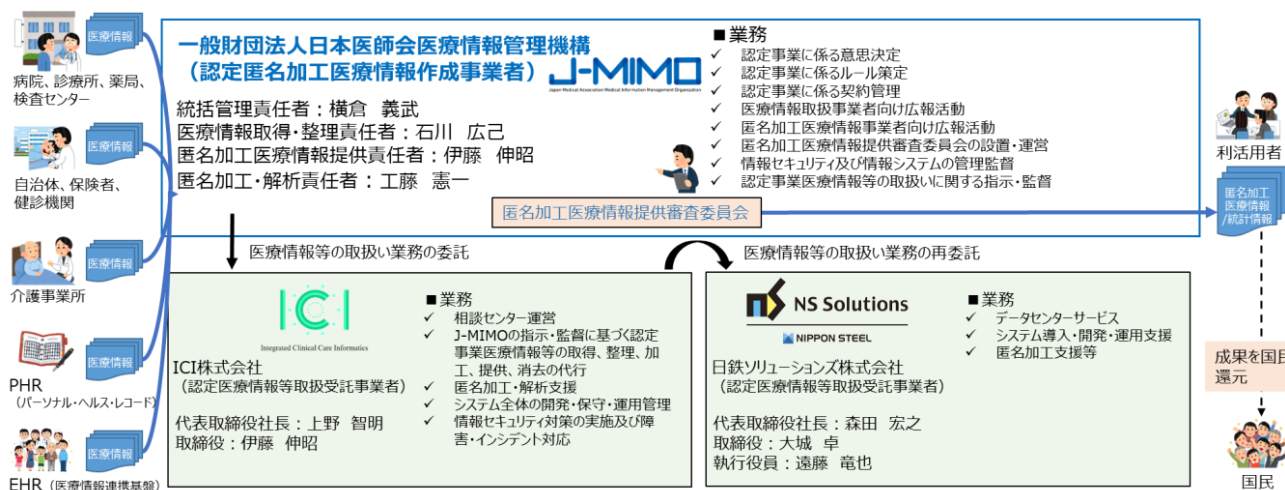 医療情報
病院、診療所、薬局、
検査センター
医療情報
自治体、保険者、
健診機関
医療情報
介護事業所
医療情報
PHR
（パーソナル・ヘルス・レコード）
医療情報
EHR（医療情報連携基盤）
一般財団法人日本医師会医療情報管理機構
（認定匿名加工医療情報作成事業者）
J-MIMO
Japan Medical Association Medical Information Management Organization
統括管理責任者：横倉 義武
医療情報取得・整理責任者：石川 広己
匿名加工医療情報提供責任者：伊藤 伸昭
匿名加工・解析責任者：工藤 憲一
■業務
✓ 認定事業に係る意思決定
✓ 認定事業に係るルール策定
✓ 認定事業に係る契約管理
✓ 医療情報取扱事業者向け広報活動
✓ 匿名加工医療情報事業者向け広報活動
✓ 匿名加工医療情報提供審査委員会の設置・運営
✓ 情報セキュリティ及び情報システムの管理監督
✓ 認定事業医療情報等の取扱いに関する指示・監督
匿名加工医療情報提供審査委員会
医療情報等の取扱い業務の委託
医療情報等の取扱い業務の再委託
ICI
Integrated Clinical Care Informatics
ICI株式会社
（認定医療情報等取扱受託事業者）
代表取締役社長：上野 智明
取締役：伊藤 伸昭
■業務
✓ 相談センター運営
✓ J-MIMOの指示・監督に基づく認定
事業医療情報等の取得、整理、加
工、提供、消去の代行
✓ 匿名加工・解析支援
✓ システム全体の開発・保守・運用管理
✓ 情報セキュリティ対策の実施及び障
害・インシデント対応
NS Solutions
NIPPON STEEL
日鉄ソリューションズ株式会社
（認定医療情報等取扱受託事業者）
代表取締役社長：森田 宏之
取締役：大城 卓
執行役員：遠藤 竜也
■業務
✓ データセンターサービス
✓ システム導入・開発・運用支援
✓ 匿名加工支援等
利活用者
匿名加工
医療情報
/統計情報
成果を国民
還元
国民